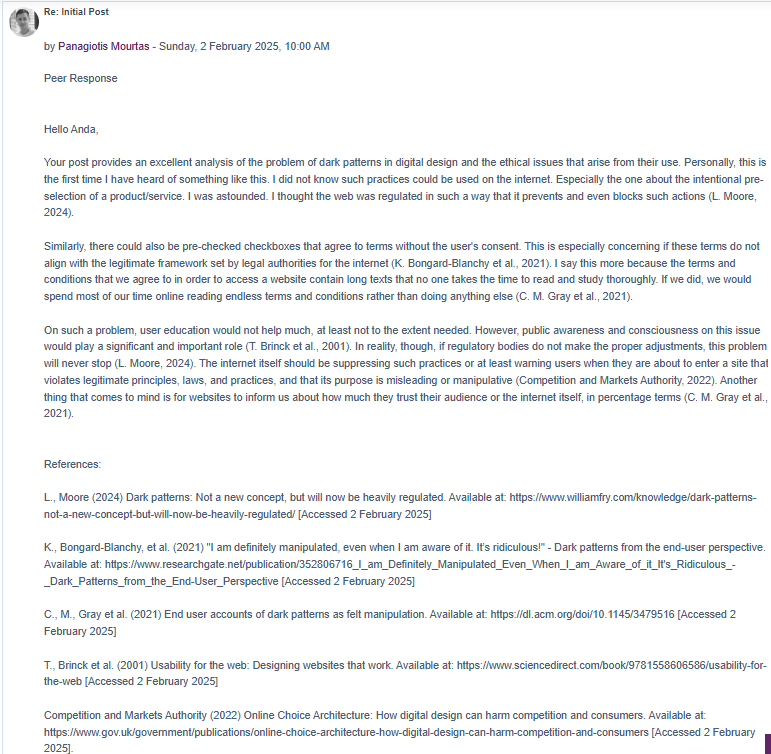 Re: Initial Post
by Panagiotis Mourtas - Sunday, 2 February 2025, 10:00 AM
Peer Response
Hello Anda,
Your post provides an excellent analysis of the problem of dark patterns in digital design and the ethical issues that arise from their use. Personally, this is
the first time I have heard of something like this. I did not know such practices could be used on the internet. Especially the one about the intentional pre-
selection of a product/service. I was astounded. I thought the web was regulated in such a way that it prevents and even blocks such actions (L. Moore,
2024).
Similarly, there could also be pre-checked checkboxes that agree to terms without the user's consent. This is especially concerning if these terms do not
align with the legitimate framework set by legal authorities for the internet (K. Bongard-Blanchy et al., 2021). I say this more because the terms and
conditions that we agree to in order to access a website contain long texts that no one takes the time to read and study thoroughly. If we did, we would
spend most of our time online reading endless terms and conditions rather than doing anything else (C. M. Gray et al., 2021).
On such a problem, user education would not help much, at least not to the extent needed. However, public awareness and consciousness on this issue
would play a significant and important role (T. Brinck et al., 2001). In reality, though, if regulatory bodies do not make the proper adjustments, this problem
will never stop (L. Moore, 2024). The internet itself should be suppressing such practices or at least warning users when they are about to enter a site that
violates legitimate principles, laws, and practices, and that its purpose is misleading or manipulative (Competition and Markets Authority, 2022). Another
thing that comes to mind is for websites to inform us about how much they trust their audience or the internet itself, in percentage terms (C. M. Gray et al.,
2021).
References:
L., Moore (2024) Dark patterns: Not a new concept, but will now be heavily regulated. Available at: https://www.williamfry.com/knowledge/dark-patterns-
not-a-new-concept-but-will-now-be-heavily-regulated/ [Accessed 2 February 2025]
K., Bongard-Blanchy, et al. (2021) "I am definitely manipulated, even when I am aware of it. It's ridiculous!" - Dark patterns from the end-user perspective.
Available at: https://www.researchgate.net/publication/352806716_I_am_Definitely_Manipulated_Even_When_I_am_Aware_of_it_It's_Ridiculous_-
_Dark_Patterns_from_the_End-User_Perspective [Accessed 2 February 2025]
C., M., Gray et al. (2021) End user accounts of dark patterns as felt manipulation. Available at: https://dl.acm.org/doi/10.1145/3479516 [Accessed 2
February 2025]
T., Brinck et al. (2001) Usability for the web: Designing websites that work. Available at: https://www.sciencedirect.com/book/9781558606586/usability-for-
the-web [Accessed 2 February 2025]
Competition and Markets Authority (2022) Online Choice Architecture: How digital design can harm competition and consumers. Available at:
https://www.gov.uk/government/publications/online-choice-architecture-how-digital-design-can-harm-competition-and-consumers [Accessed 2 February
2025].